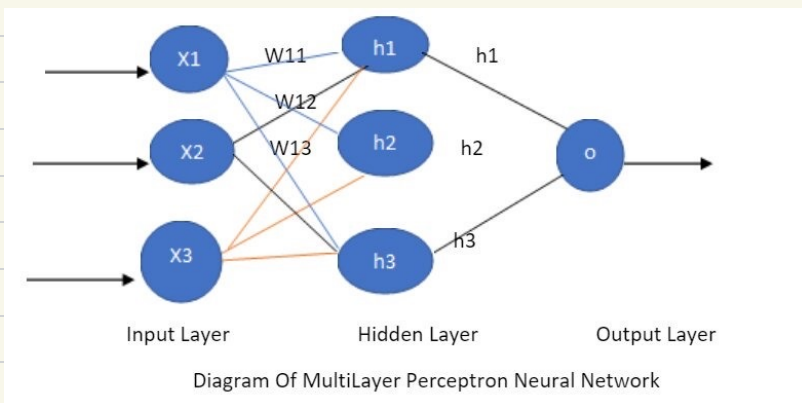 X1
W11
h1
h1
W12
X2
W13
h2
h2
o
X3
h3
h3
Input Layer
Hidden Layer
Output Layer
Diagram Of MultiLayer Perceptron Neural Network